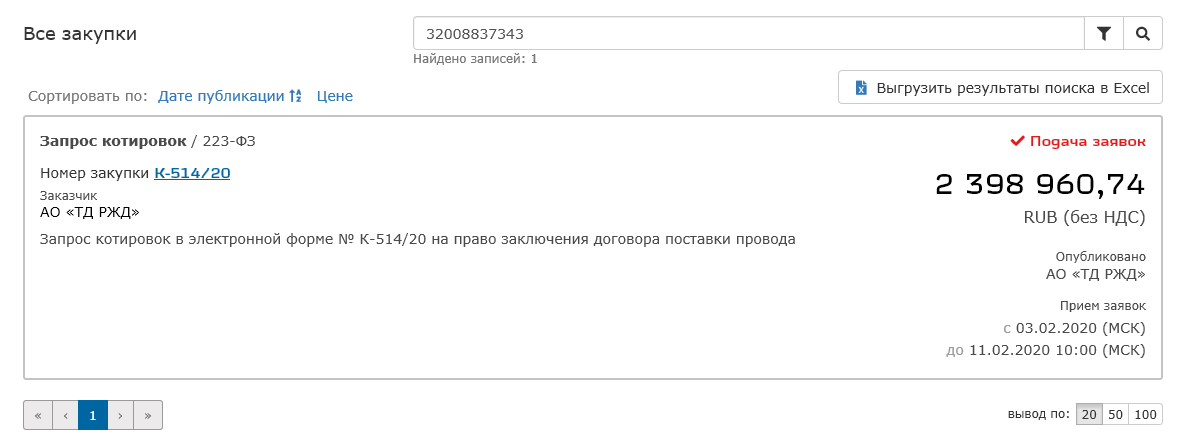 Все закупки
32008837343
Найдено записей: 1
Сортировать по: Дате публикации Цене
Выгрузить результаты поиска в Excel
Запрос котировок / 223-ФЗ
Подача заявок
Номер закупки К-514/20
2 398 960,74
RUB (без НДС)
Заказчик
АО «ТД РЖД»
Запрос котировок в электронной форме № К-514/20 на право заключения договора поставки провода
Опубликовано
АО «ТД РЖД»
Прием заявок
с 03.02.2020 (МСК)
до 11.02.2020 10:00 (МСК)
« ‹ 1 › »
вывод по: 20 50 100